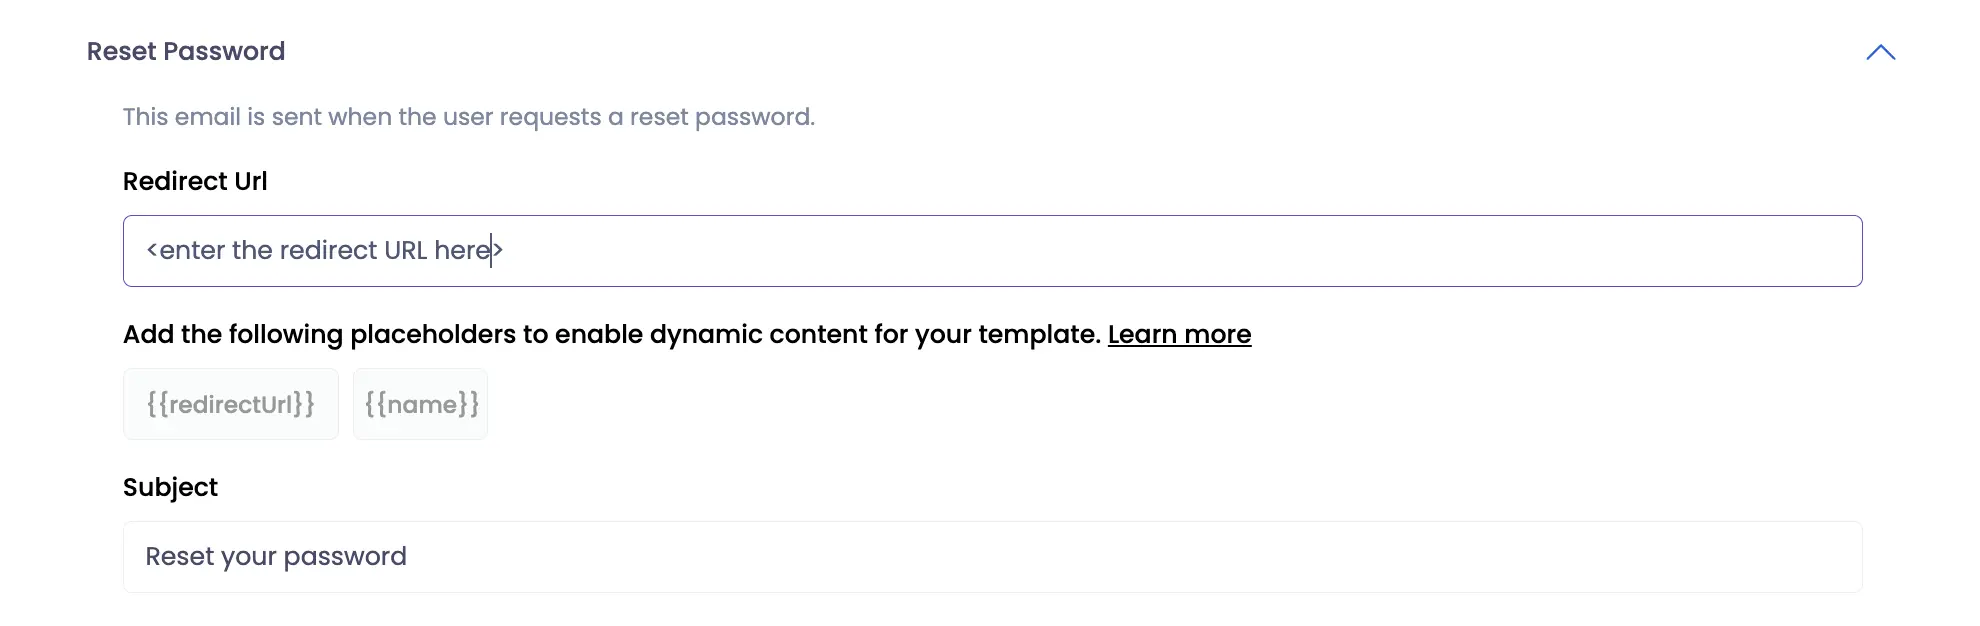 Reset Password
This email is sent when the user requests a reset password.
Redirect Url
<enter the redirect URL here>
Add the following placeholders to enable dynamic content for your template. Learn more
{{redirectUrl}} {{name}}
Subject
Reset your password